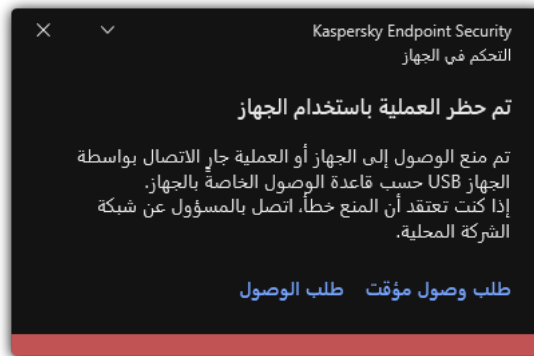 Kaspersky Endpoint Security
التحكم في الجهاز
تم حظر العملية باستخدام الجهاز
تم منع الوصول إلى الجهاز أو العملية جارٍ الاتصال بواسطة
الجهاز USB حسب قاعدة الوصول الخاصةً بالجهاز.
إذا كنت تعتقد أن المنع خطأ، اتصل بالمسؤول عن شبكة
الشركة المحلية.
طلب وصول مؤقت طلب الوصول